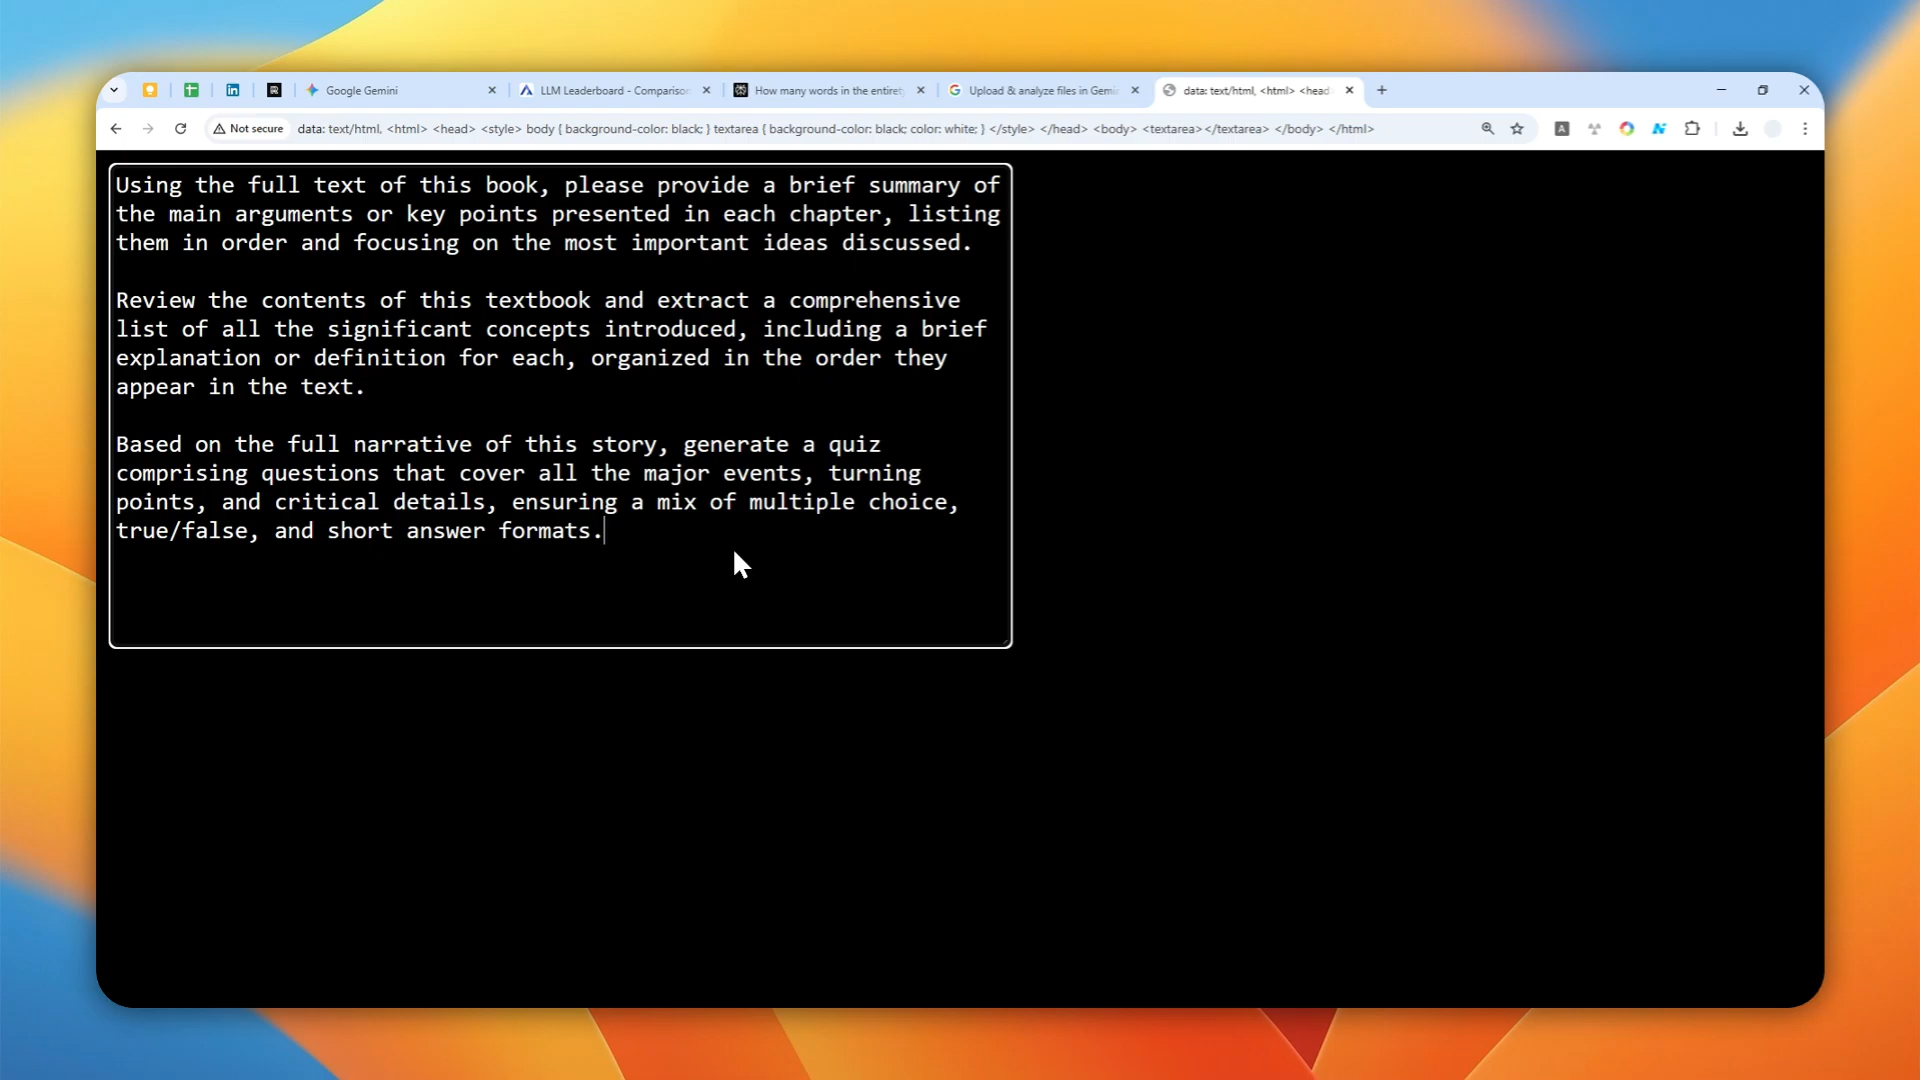 Google Gemini
LLM Leaderboard - Comparison
How many words in the entirety
Upload & analyze files in Gemi
data: text/html, <html> <head
Not secure
data: text/html, <html> <head> <style> body { background-color: black; } textarea { background-color: black; color: white; } </style> </head> <body> <textarea></textarea> </body> </html>
Using the full text of this book, please provide a brief summary of
the main arguments or key points presented in each chapter, listing
them in order and focusing on the most important ideas discussed.
Review the contents of this textbook and extract a comprehensive
list of all the significant concepts introduced, including a brief
explanation or definition for each, organized in the order they
appear in the text.
Based on the full narrative of this story, generate a quiz
comprising questions that cover all the major events, turning
points, and critical details, ensuring a mix of multiple choice,
true/false, and short answer formats.